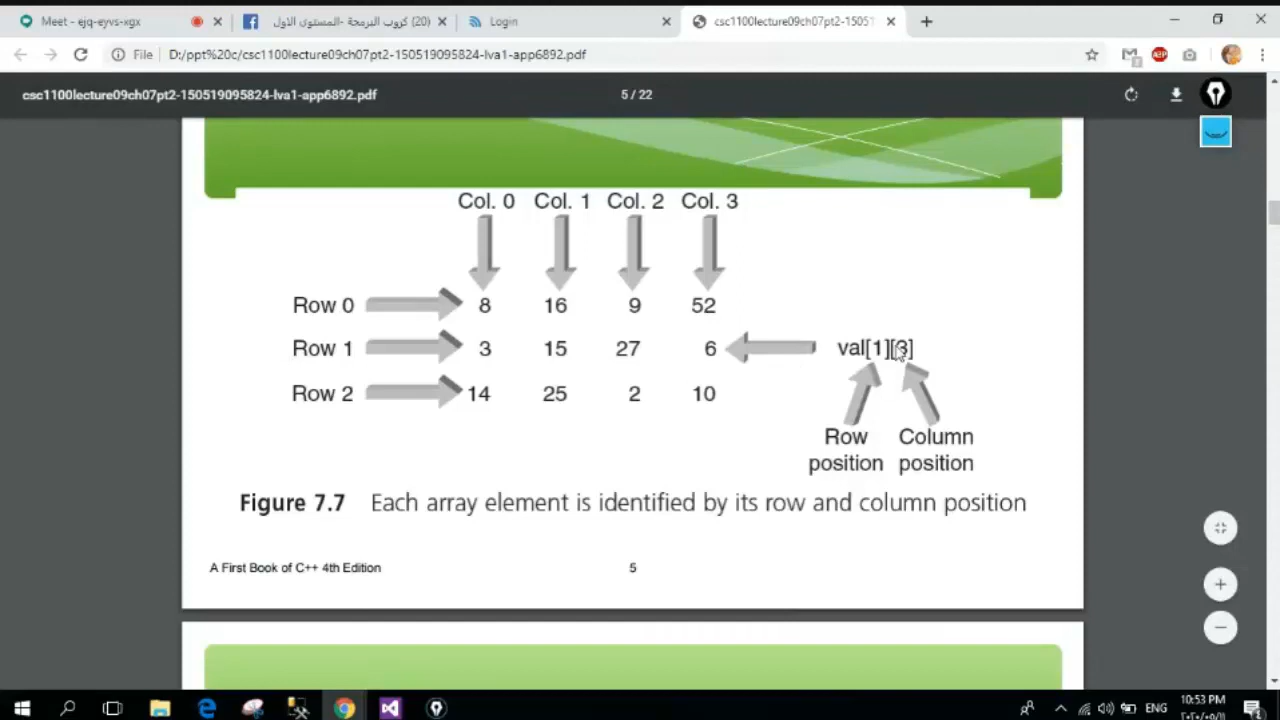 Meet - ejq-eyvs-xgx
(20) كروب البرمجة -المستوى الاول
Login
csc1100lecture09ch07pt2-1505
File
D:/ppt%20c/csc1100lecture09ch07pt2-150519095824-lva1-app6892.pdf
ABP
csc1100lecture09ch07pt2-150519095824-lva1-app6892.pdf
5 / 22
Col. 0 Col. 1 Col. 2 Col. 3
Row 0 8 16 9 52
Row 1 3 15 27 6 val[1][3]
Row 2 14 25 2 10
Row Column
position position
Figure 7.7 Each array element is identified by its row and column position
A First Book of C++ 4th Edition
5
10:53 PM
ENG